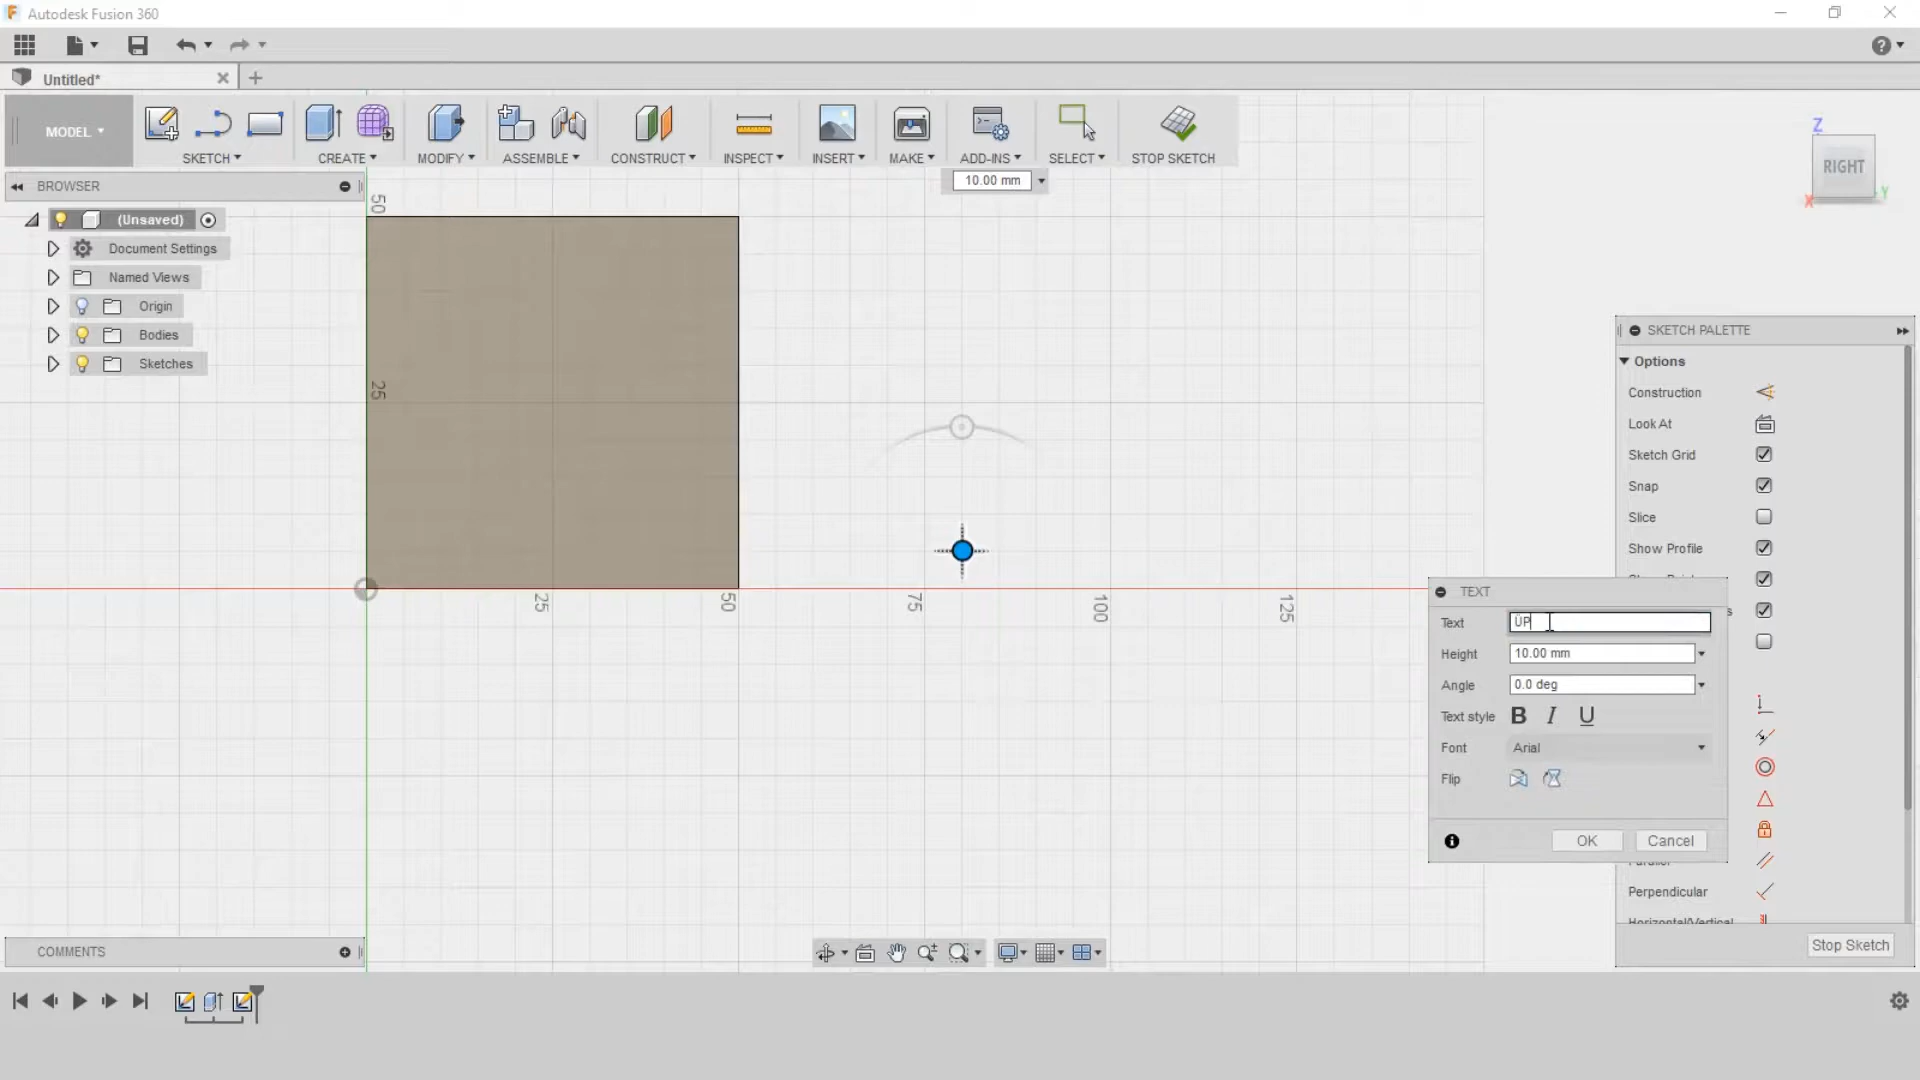 Autodesk Fusion 360
Untitled*
MODEL
SKETCH
CREATE
MODIFY
ASSEMBLE
CONSTRUCT
INSPECT
INSERT
MAKE
ADD-INS
SELECT
STOP SKETCH
10.00 mm
BROWSER
(Unsaved)
Document Settings
Named Views
Origin
Bodies
Sketches
50
25
25
50
75
100
125
Z
RIGHT
X
Y
SKETCH PALETTE
Options
Construction
Look At
Sketch Grid
Snap
Slice
Show Profile
TEXT
Text ÜP
Height 10.00 mm
Angle 0.0 deg
Text style B I U
Font Arial
Flip
OK Cancel
Perpendicular
Horizontal/Vertical
Stop Sketch
COMMENTS